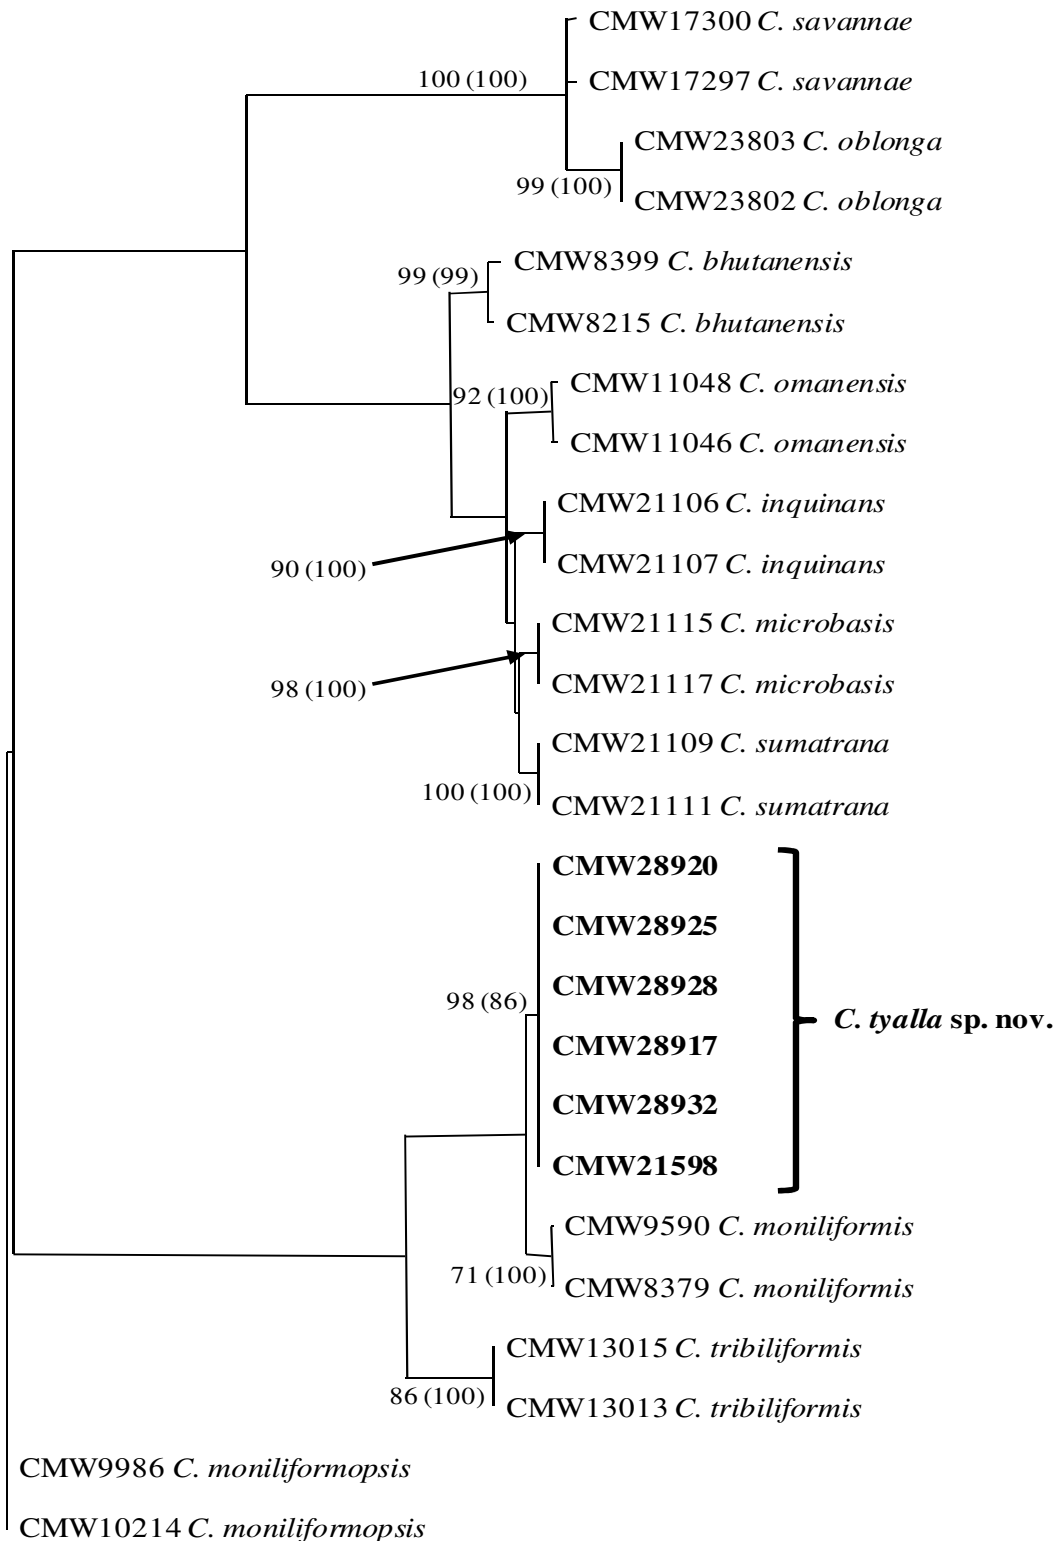 CMW17300 C. savannae
100 (100)
CMW17297 C. savannae
CMW23803 C. oblonga
99 (100)
CMW23802 C. oblonga
CMW8399 C. bhutanensis
99 (99)
CMW8215 C. bhutanensis
CMW11048 C. omanensis
92 (100)
CMW11046 C. omanensis
CMW21106 C. inquinans
90 (100)
CMW21107 C. inquinans
CMW21115 C. microbasis
98 (100)
CMW21117 C. microbasis
CMW21109 C. sumatrana
100 (100)
CMW21111 C. sumatrana
CMW28920
CMW28925
CMW28928
98 (86)
C. tyalla sp. nov.
CMW28917
CMW28932
CMW21598
CMW9590 C. moniliformis
71 (100)
CMW8379 C. moniliformis
CMW13015 C. tribiliformis
86 (100)
CMW13013 C. tribiliformis
CMW9986 C. moniliformopsis
CMW10214 C. moniliformopsis